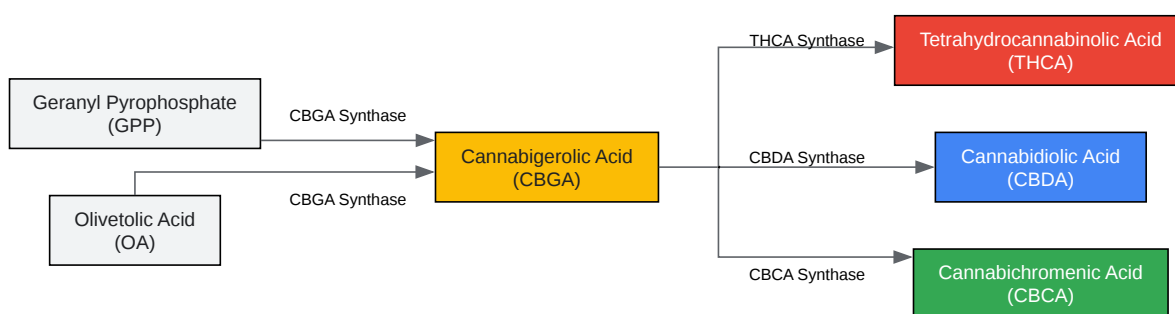 Geranyl Pyrophosphate
(GPP)
CBGA Synthase
Olivetolic Acid
(OA)
CBGA Synthase
Cannabigerolic Acid
(CBGA)
THCA Synthase
Tetrahydrocannabinolic Acid
(THCA)
CBDA Synthase
Cannabidiolic Acid
(CBDA)
CBCA Synthase
Cannabichromenic Acid
(CBCA)